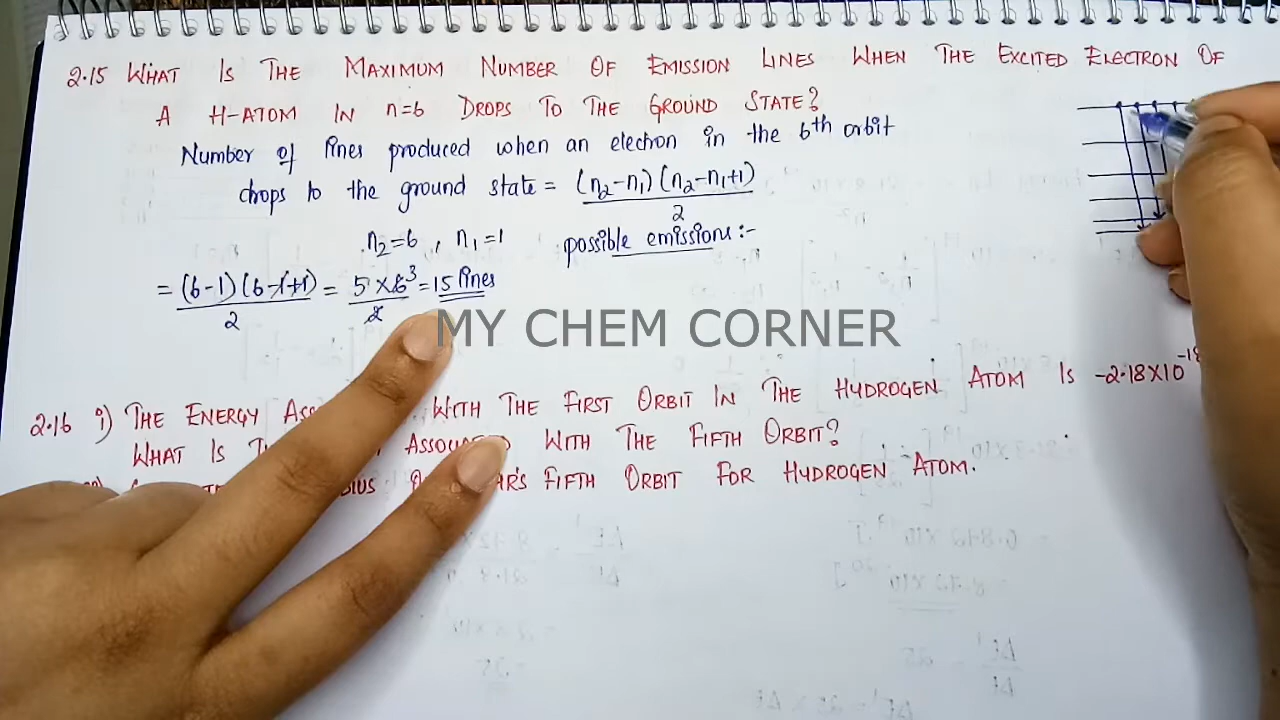 2.15 WHAT IS THE MAXIMUM NUMBER OF EMISSION LINES WHEN THE EXCITED ELECTRON OF
A H-ATOM IN n=6 DROPS TO THE GROUND STATE?
Number of lines produced when an electron in the 6th orbit
drops to the ground state = (n₂-n₁)(n₂-n₁+1)
2
n₂=6, n₁=1 possible emissions:-
= (6-1)(6-1+1) = 5×6 3 = 15 lines
2 2
MY CHEM CORNER
2.16 i) THE ENERGY WITH THE FIRST ORBIT IN THE HYDROGEN ATOM IS -2.18×10⁻¹⁸
WHAT IS WITH THE FIFTH ORBIT?
FIFTH ORBIT FOR HYDROGEN ATOM.